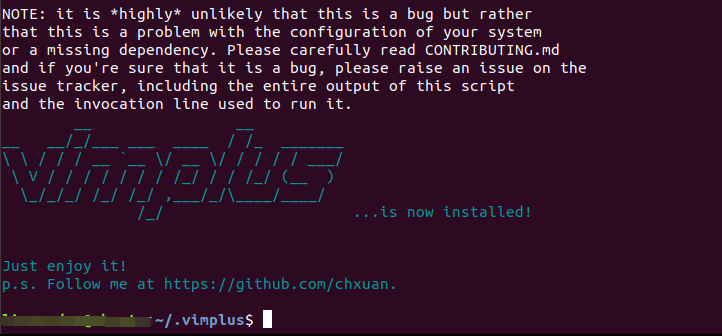 NOTE: it is *highly* unlikely that this is a bug but rather
that this is a problem with the configuration of your system
or a missing dependency. Please carefully read CONTRIBUTING.md
and if you're sure that it is a bug, please raise an issue on the
issue tracker, including the entire output of this script
and the invocation line used to run it.
vimplus
...is now installed!
Just enjoy it!
p.s. Follow me at https://github.com/chxuan.
~/.vimplus$